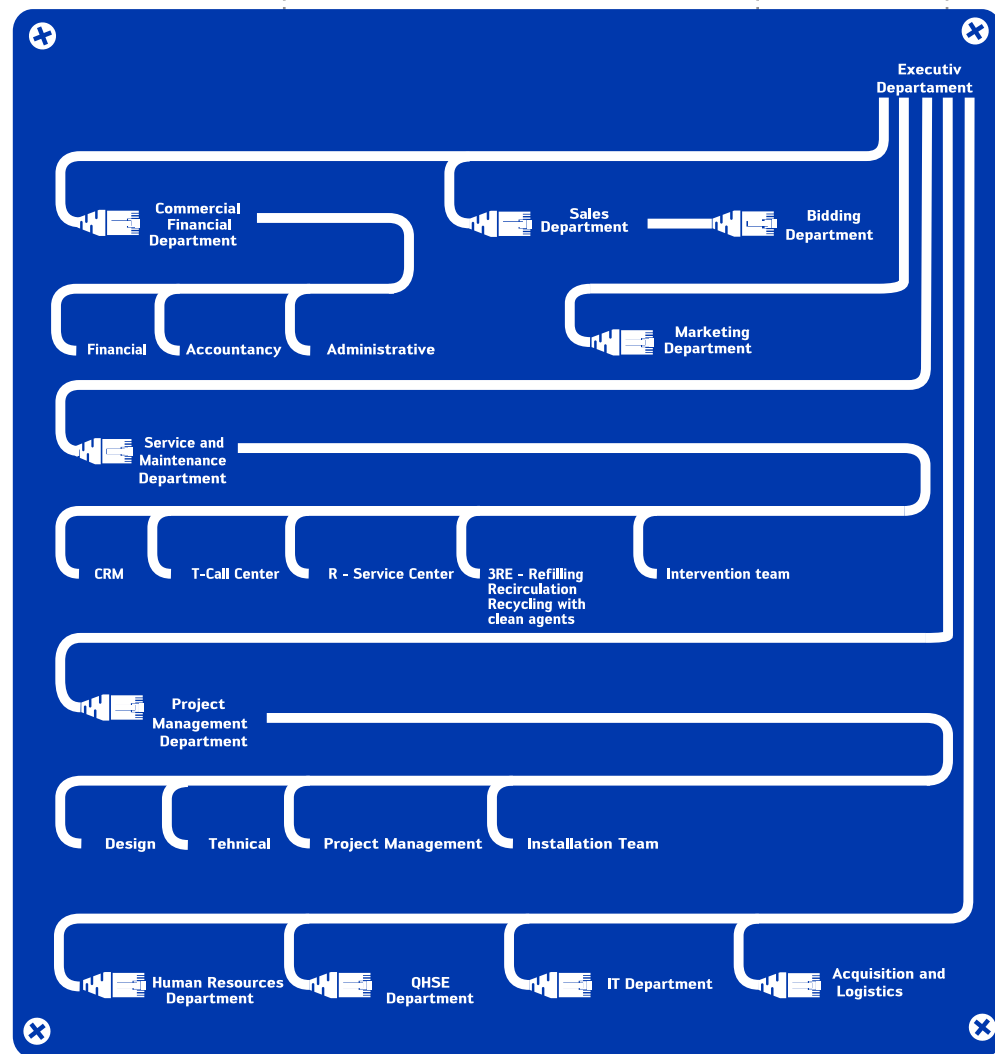 Executiv
Departament
Commercial
Financial
Department
Sales
Department
Bidding
Department
Financial
Accountancy
Administrative
Marketing
Department
Service and
Maintenance
Department
CRM
T-Call Center
R - Service Center
3RE - Refilling
Recirculation
Recycling with
clean agents
Intervention team
Project
Management
Department
Design
Tehnical
Project Management
Installation Team
Human Resources
Department
QHSE
Department
IT Department
Acquisition and
Logistics